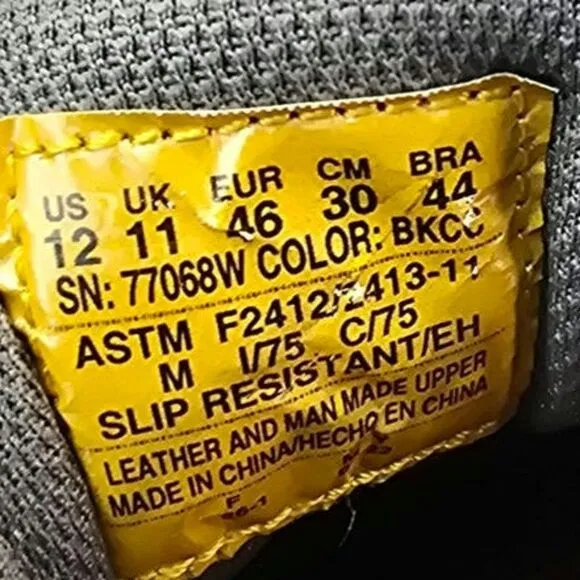 US UK EUR CM BRA
12 11 46 30 44
SN: 77068W COLOR: BKCC
ASTM F2412/2413-11
M I/75 C/75
SLIP RESISTANT/EH
LEATHER AND MAN MADE UPPER
MADE IN CHINA/HECHO EN CHINA
F